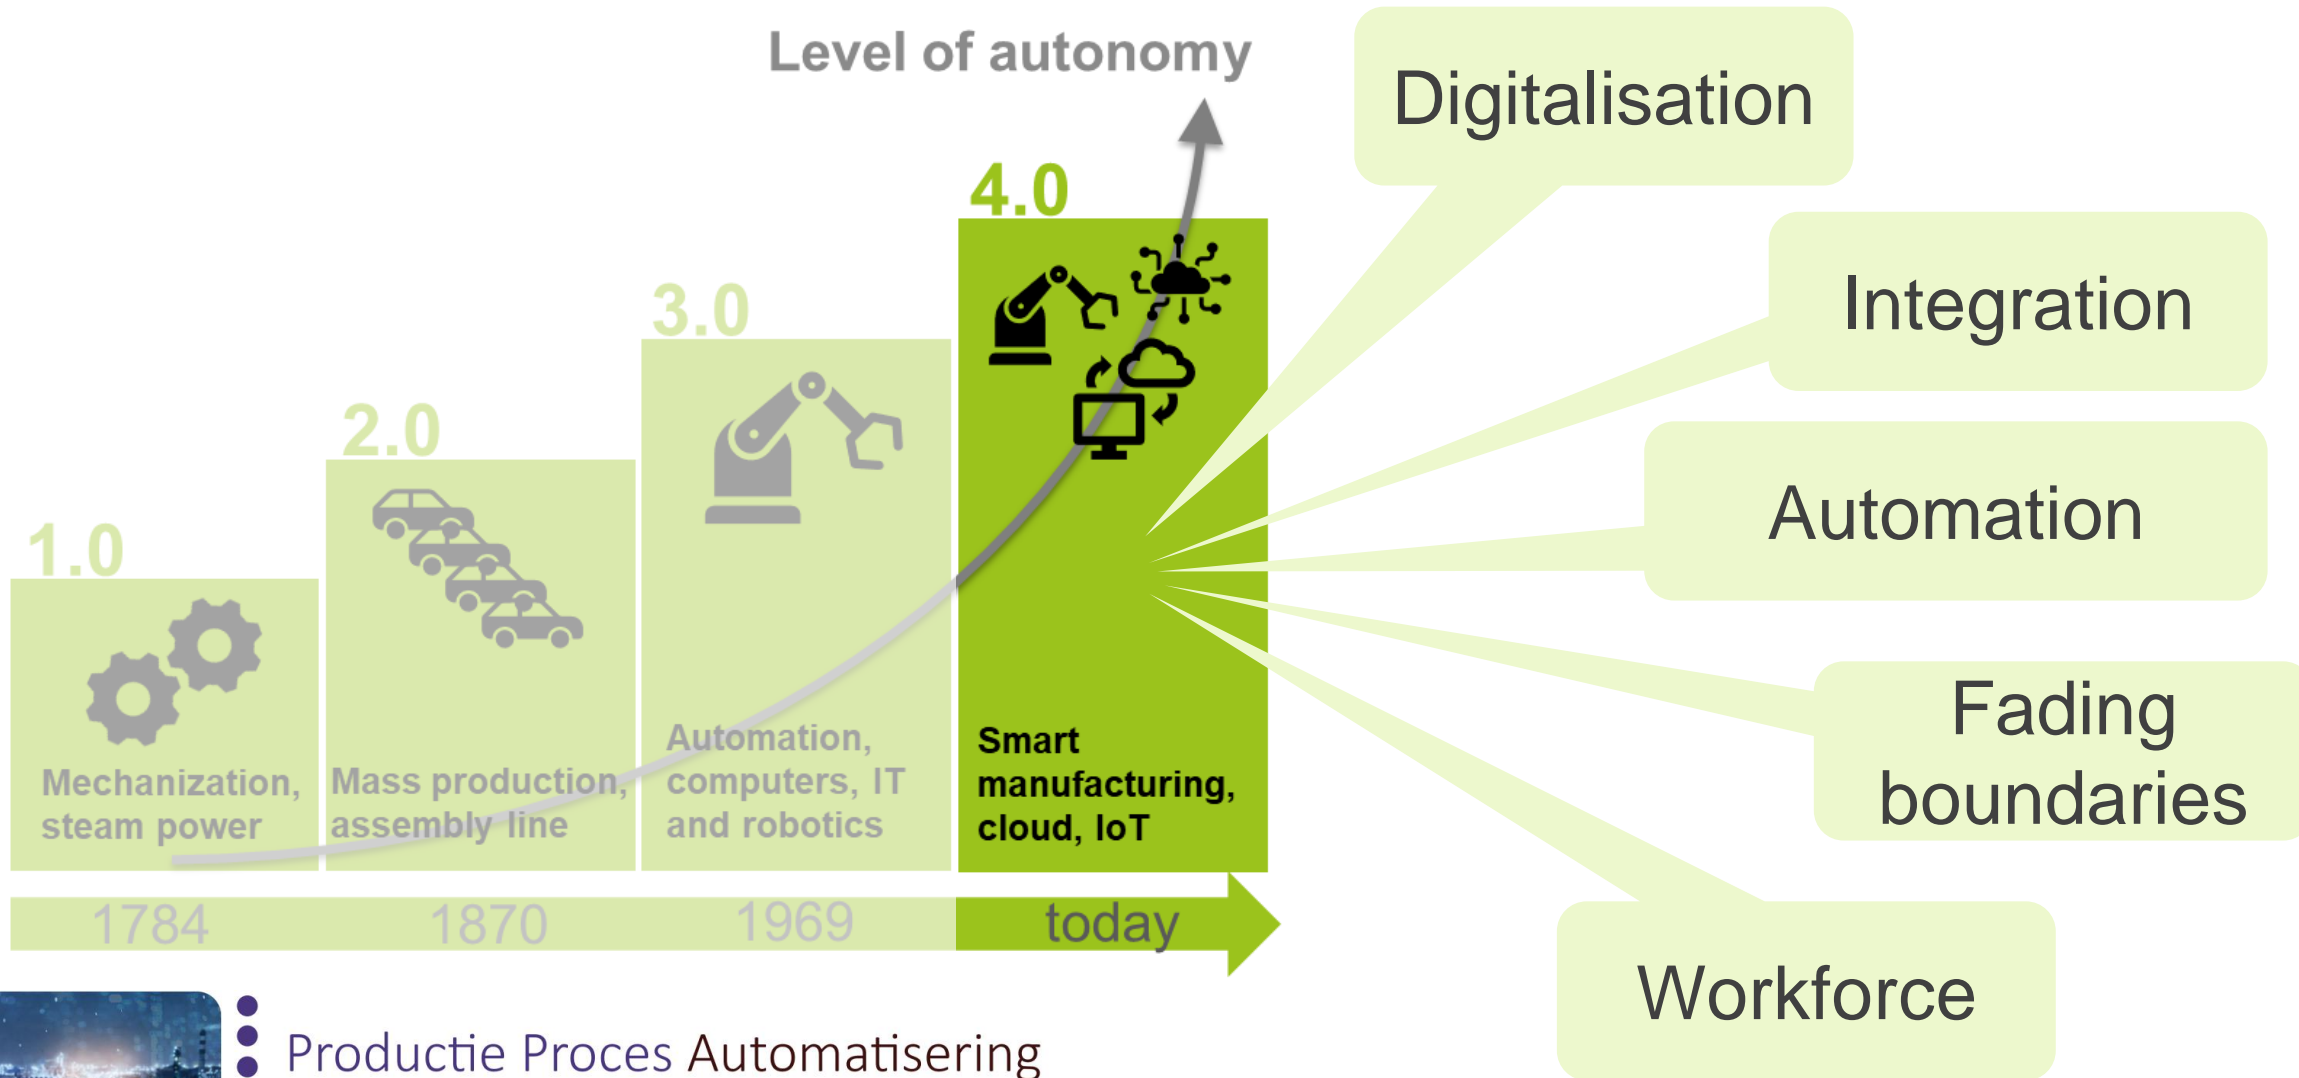 Level of autonomy
1.0
Mechanization,
steam power
2.0
Mass production,
assembly line
3.0
Automation,
computers, IT
and robotics
4.0
Smart
manufacturing,
cloud, IoT
1784
1870
1969
today
Digitalisation
Integration
Automation
Fading
boundaries
Workforce
Productie Proces Automatisering